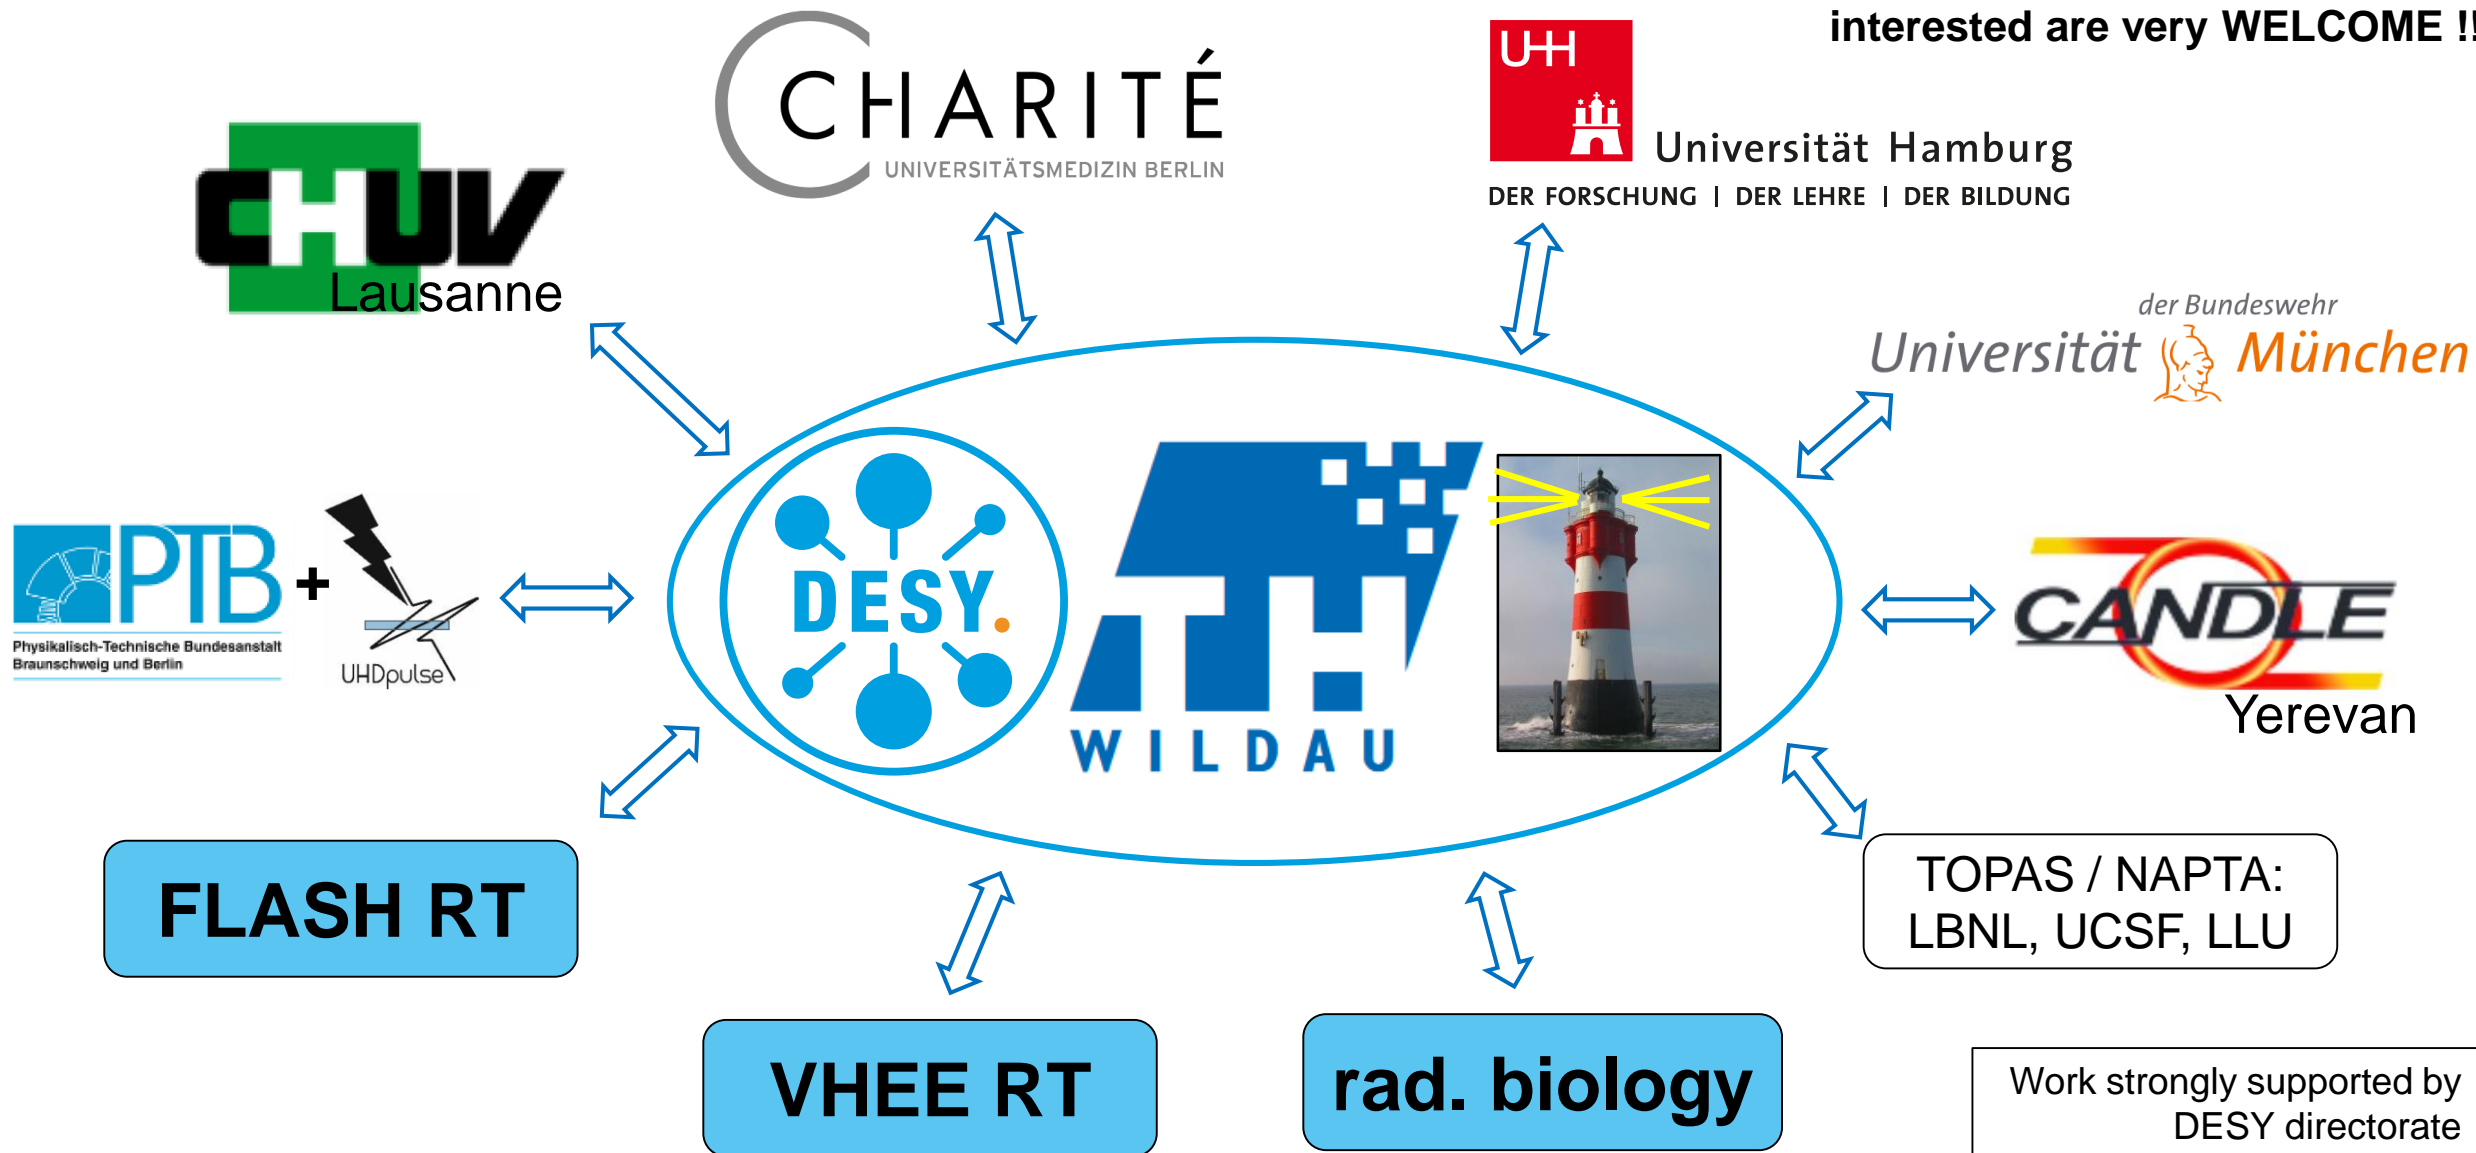 interested are very WELCOME !!
CHARITÉ
UNIVERSITÄTSMEDIZIN BERLIN
UHH
Universität Hamburg
DER FORSCHUNG | DER LEHRE | DER BILDUNG
CHUV
Lausanne
der Bundeswehr
Universität München
PTB
Physikalisch-Technische Bundesanstalt
Braunschweig und Berlin
+
UHDpulse
DESY.
TH
WILDAU
CANDLE
Yerevan
FLASH RT
TOPAS / NAPTA:
LBNL, UCSF, LLU
VHEE RT
rad. biology
Work strongly supported by
DESY directorate